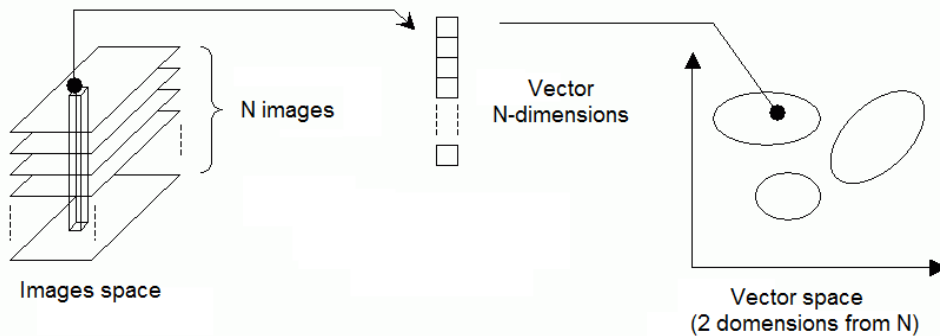 N images
Vector
N-dimensions
Images space
Vector space
(2 domensions from N)